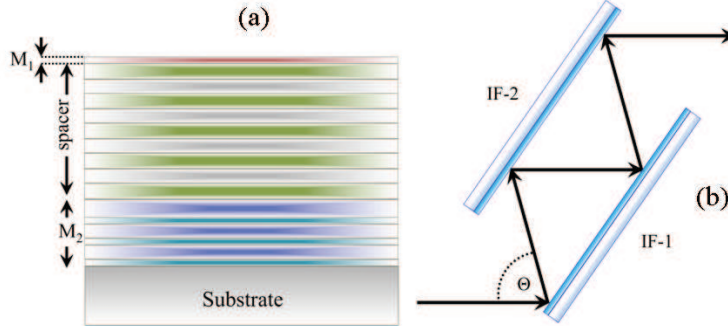 (a)
M1
spacer
M2
Substrate
IF-2
(b)
IF-1
Θ